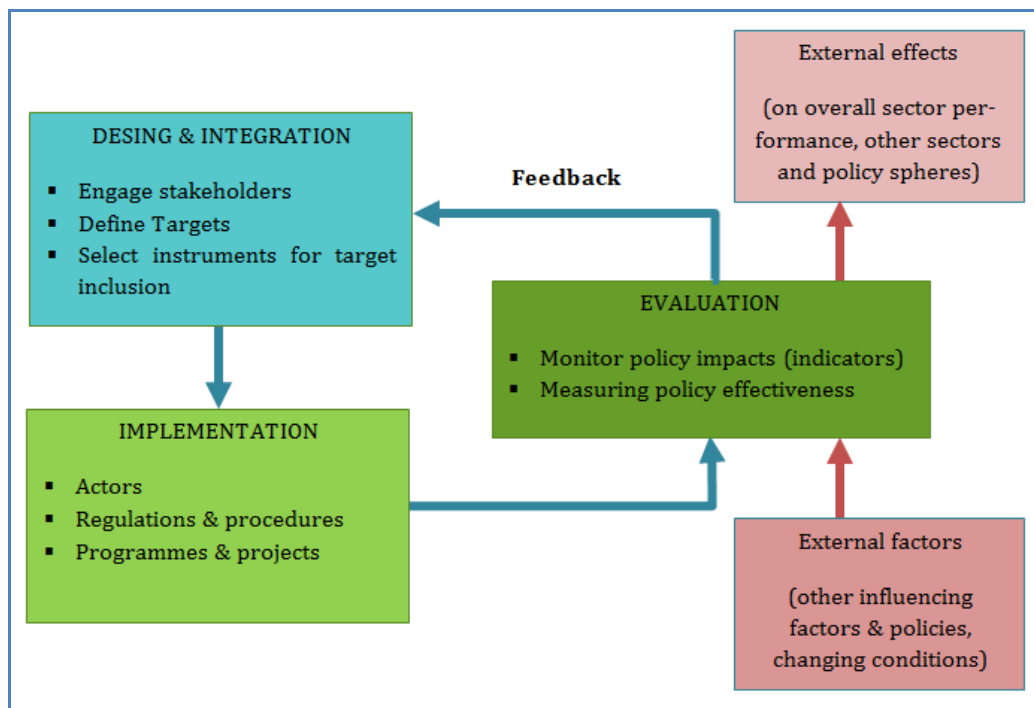 DESING & INTEGRATION
▪ Engage stakeholders
▪ Define Targets
▪ Select instruments for target
inclusion
IMPLEMENTATION
▪ Actors
▪ Regulations & procedures
▪ Programmes & projects
Feedback
EVALUATION
▪ Monitor policy impacts (indicators)
▪ Measuring policy effectiveness
External effects
(on overall sector per-
formance, other sectors
and policy spheres)
External factors
(other influencing
factors & policies,
changing conditions)